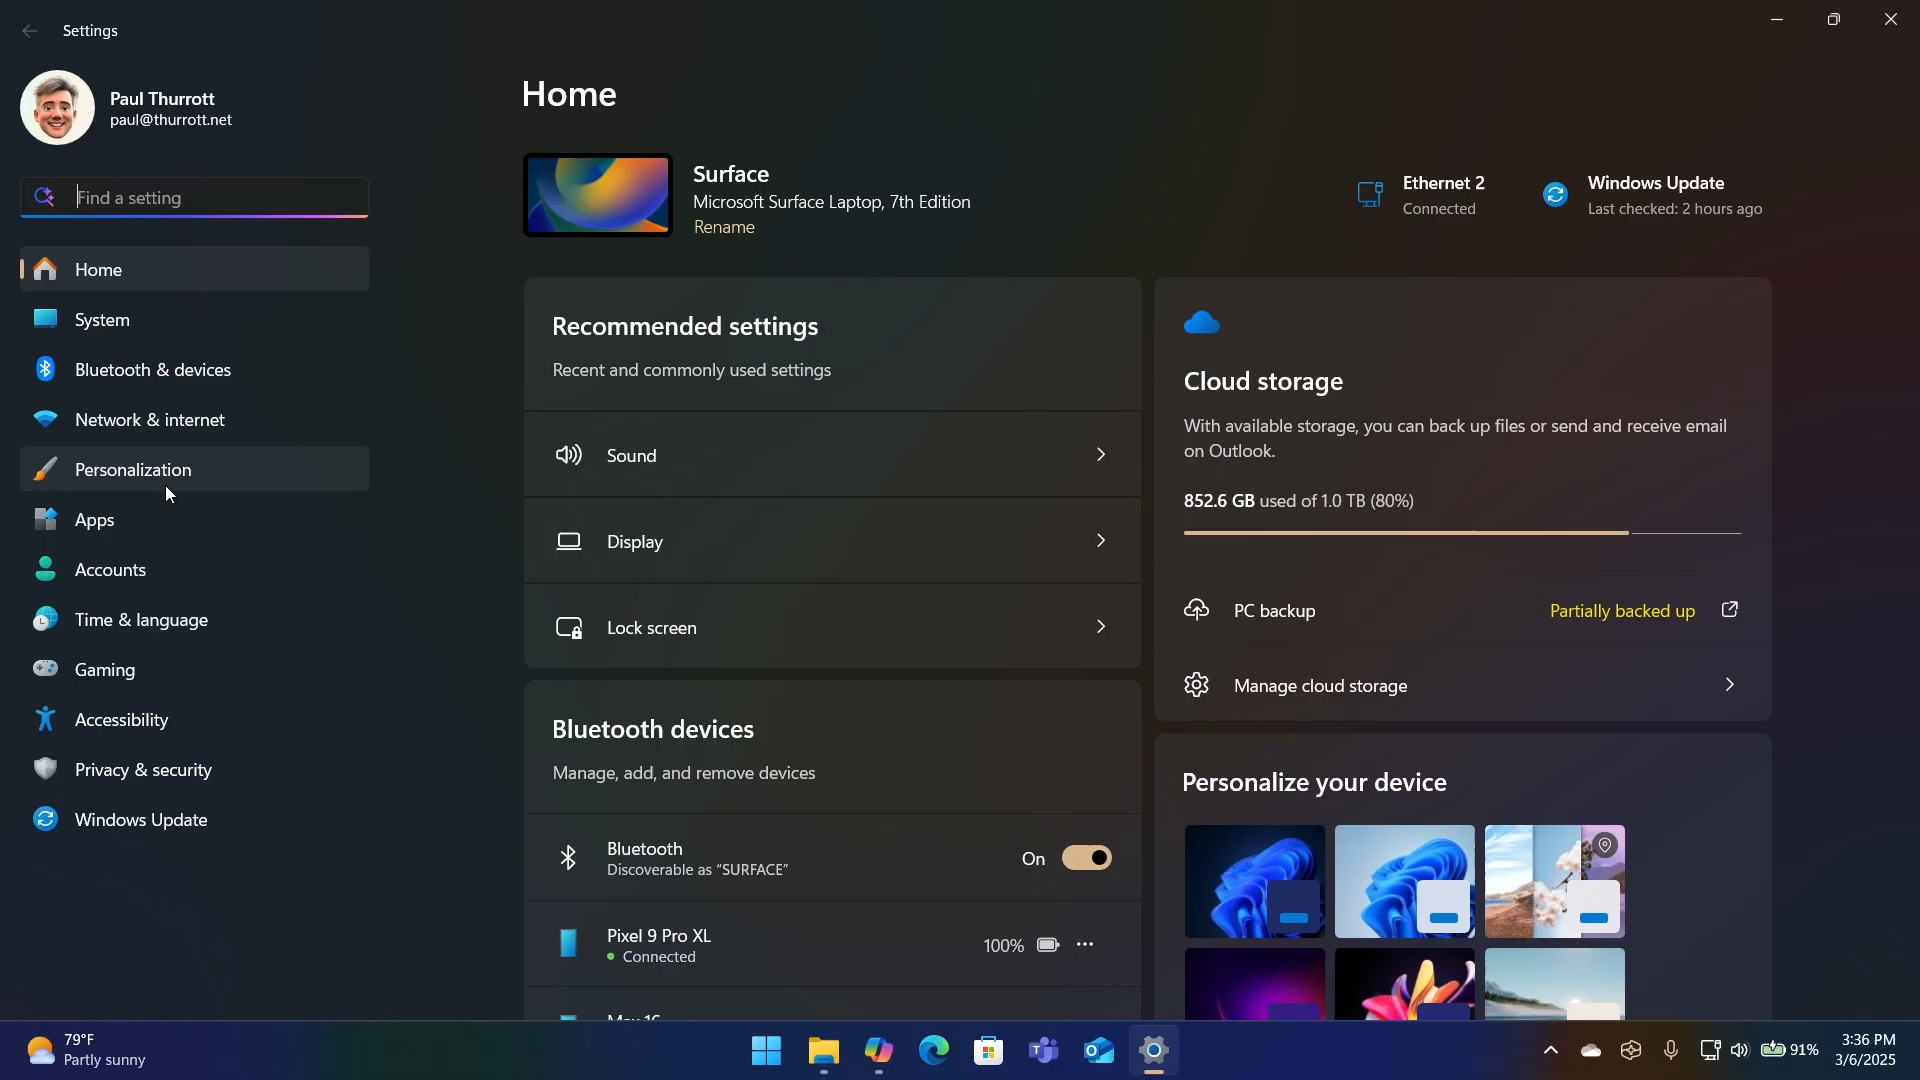 Settings
Paul Thurrott
paul@thurrott.net
Find a setting
Home
System
Bluetooth & devices
Network & internet
Personalization
Apps
Accounts
Time & language
Gaming
Accessibility
Privacy & security
Windows Update
Home
Surface
Microsoft Surface Laptop, 7th Edition
Rename
Ethernet 2
Connected
Windows Update
Last checked: 2 hours ago
Recommended settings
Recent and commonly used settings
Sound
Display
Lock screen
Bluetooth devices
Manage, add, and remove devices
Bluetooth
Discoverable as “SURFACE”
On
Pixel 9 Pro XL
Connected
100%
Cloud storage
With available storage, you can back up files or send and receive email
on Outlook.
852.6 GB used of 1.0 TB (80%)
PC backup
Partially backed up
Manage cloud storage
Personalize your device
79°F
Partly sunny
91%
3:36 PM
3/6/2025